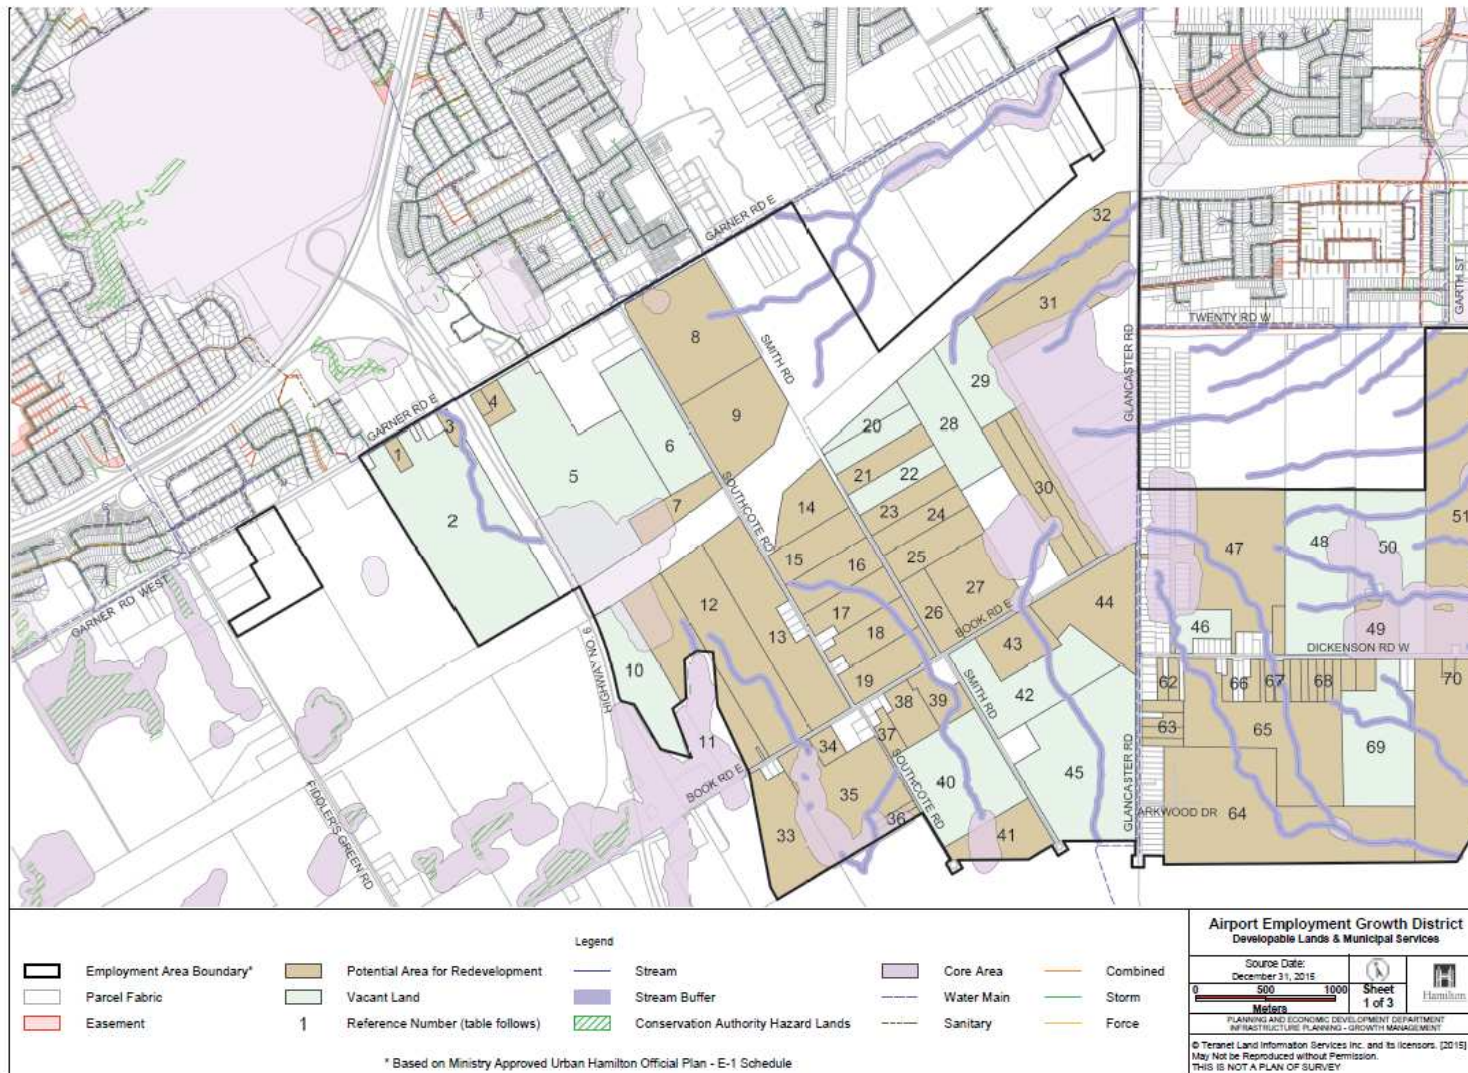 GARNER RD E
GARTH ST
TWENTY RD W
GLANCASTER RD
SMITH RD
32
31
8
9
29
28
20
21
22
23
24
30
4
3
1
GARNER RD E
5
6
7
2
SOUTHCOTE RD
14
15
16
25
27
26
17
18
19
12
13
10
11
HIGHWAY NO. 6
BOOK RD E
44
43
42
45
SMITH RD
47
48
50
51
46
49
DICKENSON RD W
62
66
67
68
70
63
65
69
64
ARKWOOD DR
GLANCASTER RD
38
39
37
34
35
36
33
40
41
SOUTHCOTE RD
BOOK RD E
GARNER RD WEST
FIDDLER'S GREEN RD
Legend
Employment Area Boundary*
Parcel Fabric
Easement
Potential Area for Redevelopment
Vacant Land
1 Reference Number (table follows)
Stream
Stream Buffer
Conservation Authority Hazard Lands
Core Area
Water Main
Sanitary
Combined
Storm
Force
* Based on Ministry Approved Urban Hamilton Official Plan - E-1 Schedule
Airport Employment Growth District
Developable Lands & Municipal Services
Source Date:
December 31, 2015
0 500 1000
Meters
Sheet
1 of 3
Hamilton
PLANNING AND ECONOMIC DEVELOPMENT DEPARTMENT
INFRASTRUCTURE PLANNING - GROWTH MANAGEMENT
© Teranet Land Information Services Inc. and its licensors. [2015]
May Not be Reproduced without Permission.
THIS IS NOT A PLAN OF SURVEY